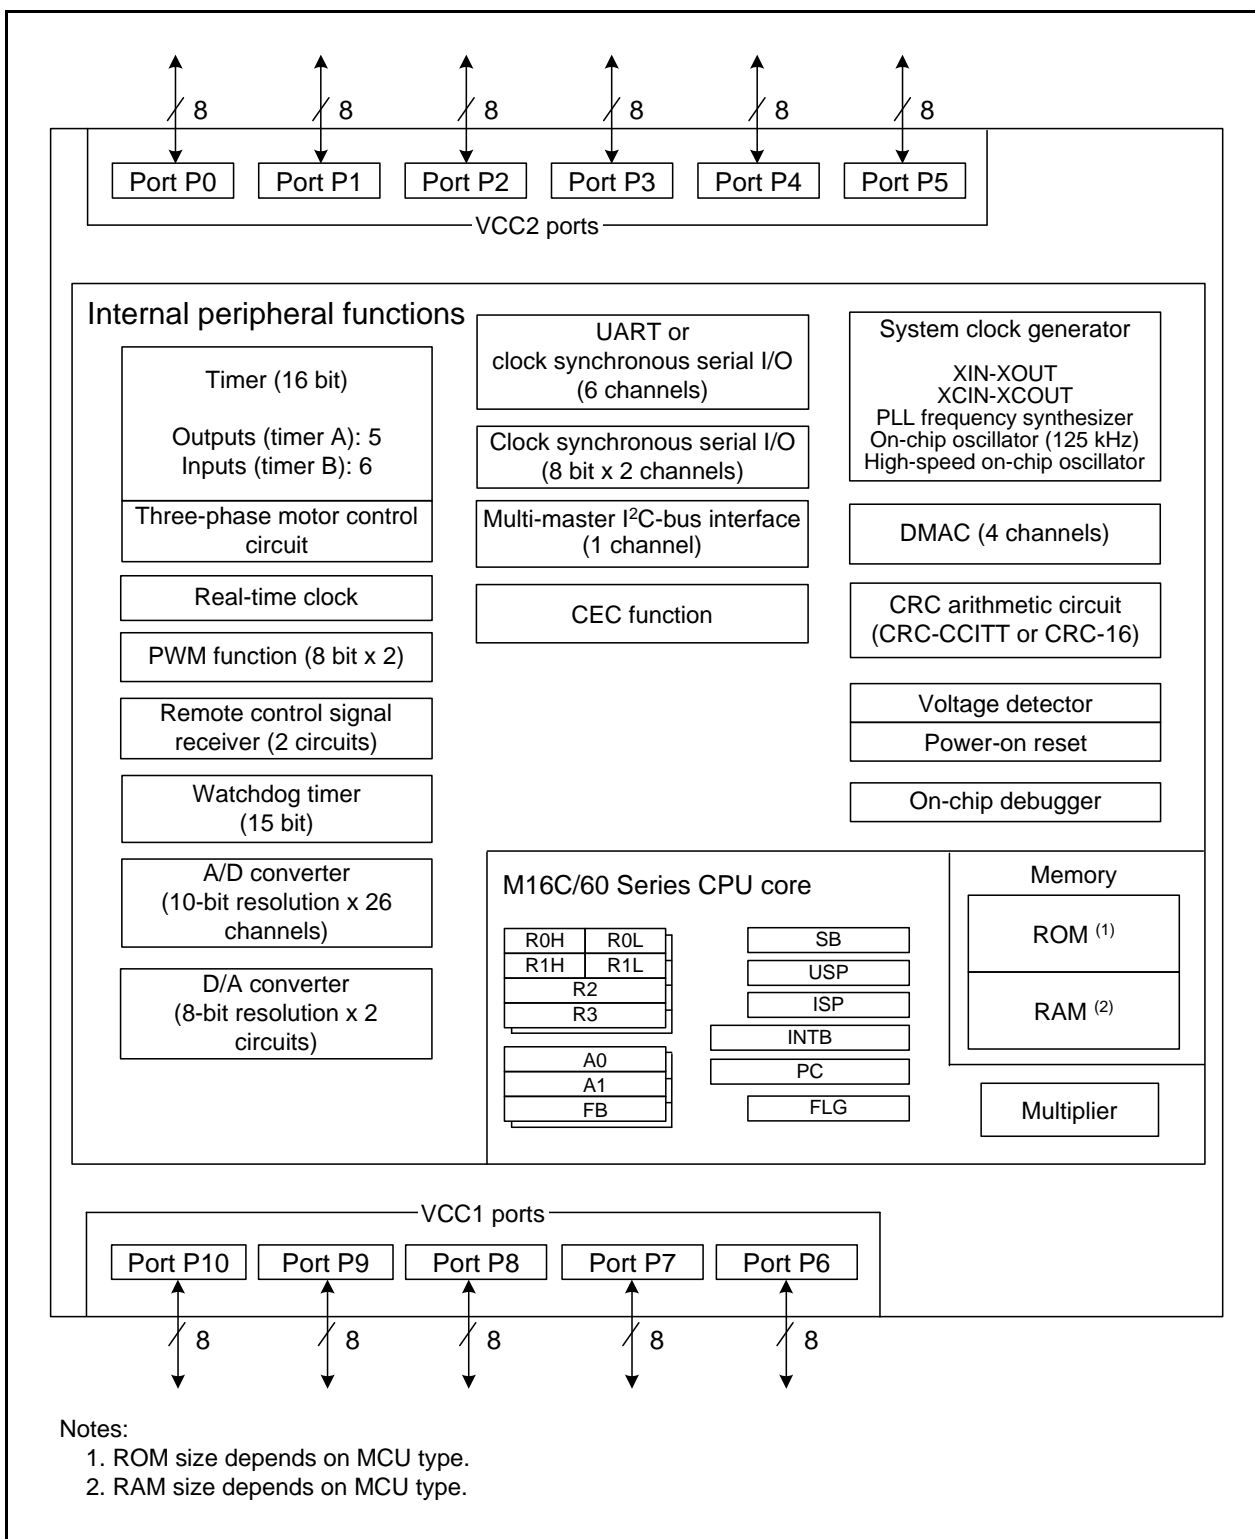 8 8 8 8 8 8
Port P0 Port P1 Port P2 Port P3 Port P4 Port P5
VCC2 ports
Internal peripheral functions
Timer (16 bit)
Outputs (timer A): 5
Inputs (timer B): 6
Three-phase motor control
circuit
Real-time clock
PWM function (8 bit x 2)
Remote control signal
receiver (2 circuits)
Watchdog timer
(15 bit)
A/D converter
(10-bit resolution x 26
channels)
D/A converter
(8-bit resolution x 2
circuits)
UART or
clock synchronous serial I/O
(6 channels)
Clock synchronous serial I/O
(8 bit x 2 channels)
Multi-master I²C-bus interface
(1 channel)
CEC function
System clock generator
XIN-XOUT
XCIN-XCOUT
PLL frequency synthesizer
On-chip oscillator (125 kHz)
High-speed on-chip oscillator
DMAC (4 channels)
CRC arithmetic circuit
(CRC-CCITT or CRC-16)
Voltage detector
Power-on reset
On-chip debugger
M16C/60 Series CPU core
R0H R0L
R1H R1L
R2
R3
A0
A1
FB
SB
USP
ISP
INTB
PC
FLG
Memory
ROM (1)
RAM (2)
Multiplier
VCC1 ports
Port P10 Port P9 Port P8 Port P7 Port P6
8 8 8 8 8
Notes:
1. ROM size depends on MCU type.
2. RAM size depends on MCU type.